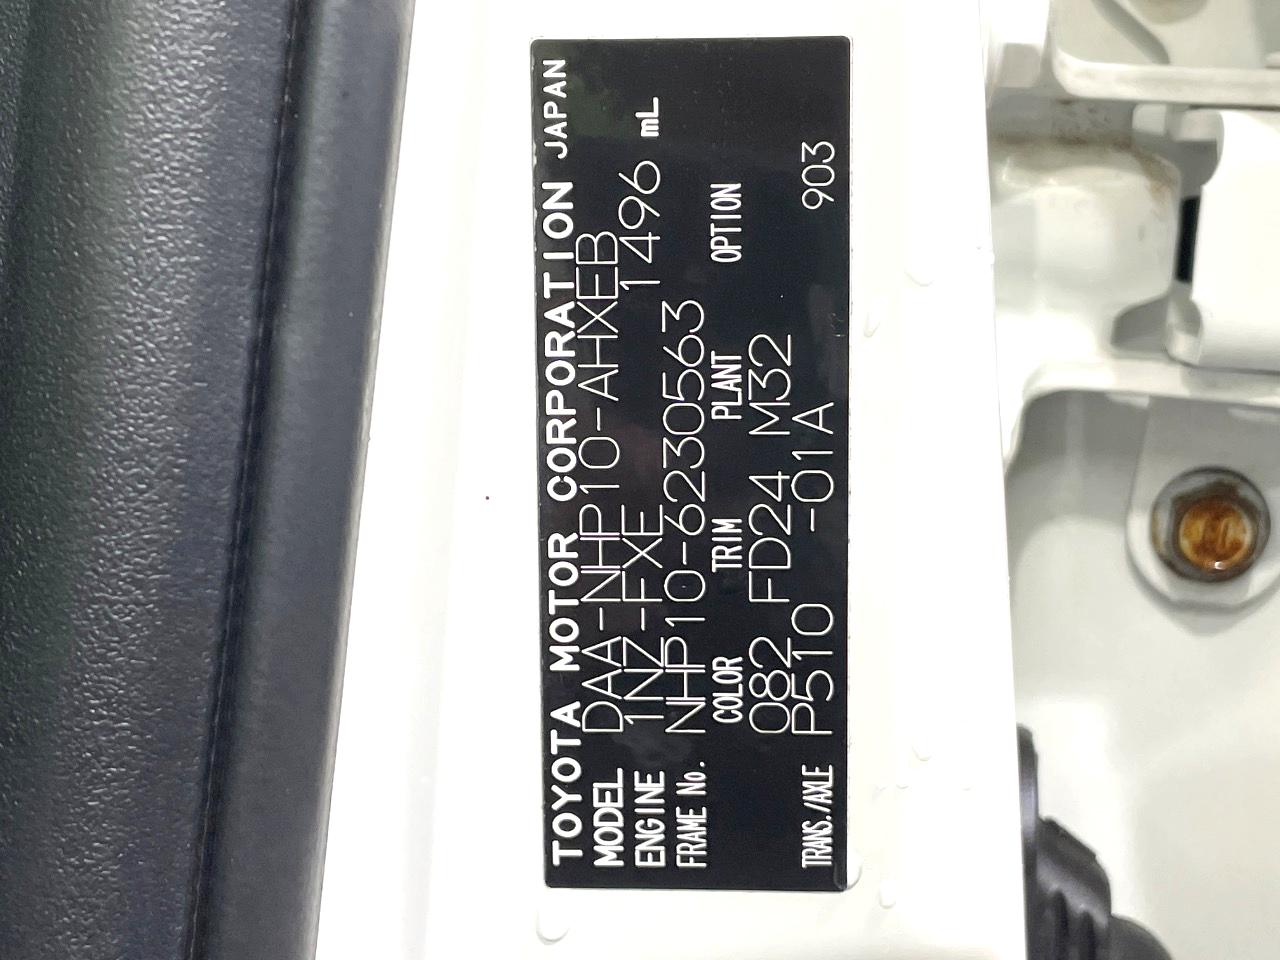 TOYOTA MOTOR CORPORATION JAPAN
MODEL DAA-NHP10-AHXEB
ENGINE 1NZ-FXE 1496 mL
FRAME No. NHP10-6230563
COLOR TRIM PLANT OPTION
082 FD24 M32
TRANS./AXLE P510 -01A 903